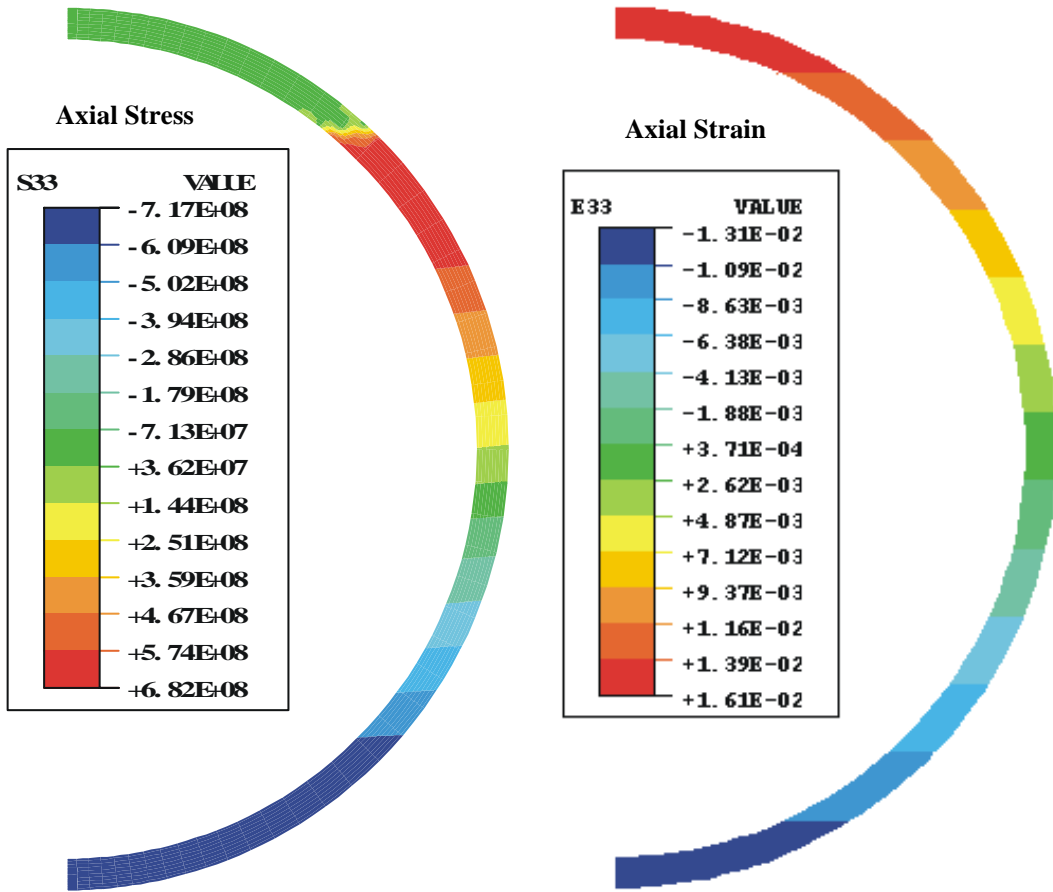 Axial Stress
S33 VALUE
-7.17E+08
-6.09E+08
-5.02E+08
-3.94E+08
-2.86E+08
-1.79E+08
-7.13E+07
+3.62E+07
+1.44E+08
+2.51E+08
+3.59E+08
+4.67E+08
+5.74E+08
+6.82E+08
Axial Strain
E33 VALUE
-1.31E-02
-1.09E-02
-8.63E-03
-6.38E-03
-4.13E-03
-1.88E-03
+3.71E-04
+2.62E-03
+4.87E-03
+7.12E-03
+9.37E-03
+1.16E-02
+1.39E-02
+1.61E-02